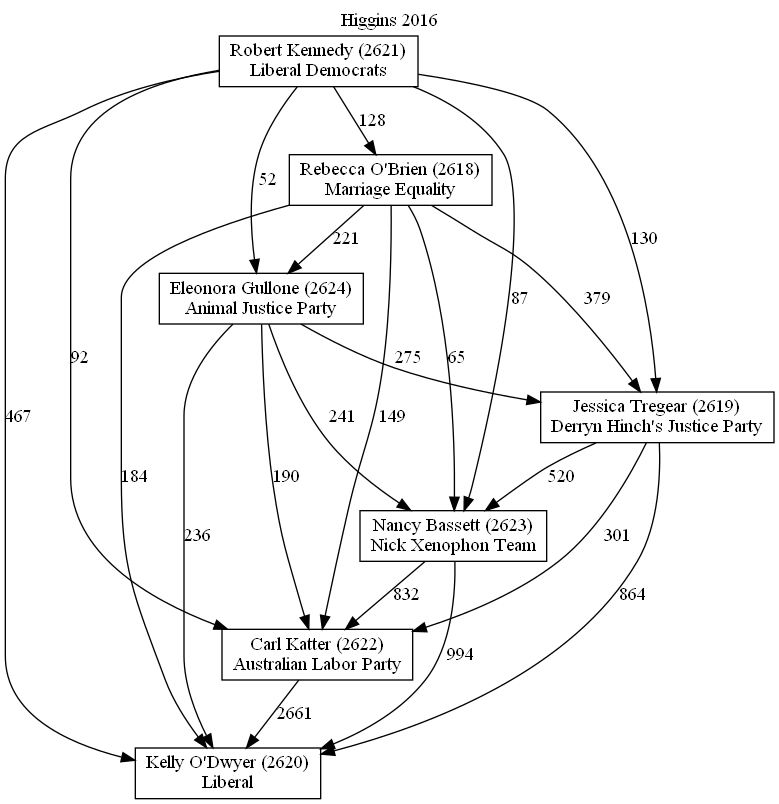 Higgins 2016
Robert Kennedy (2621)
Liberal Democrats
128
Rebecca O'Brien (2618)
Marriage Equality
52
221
130
Eleonora Gullone (2624)
Animal Justice Party
87
379
92
275
65
467
241
149
Jessica Tregear (2619)
Derryn Hinch's Justice Party
184
190
520
Nancy Bassett (2623)
Nick Xenophon Team
236
301
832
864
Carl Katter (2622)
Australian Labor Party
994
2661
Kelly O'Dwyer (2620)
Liberal